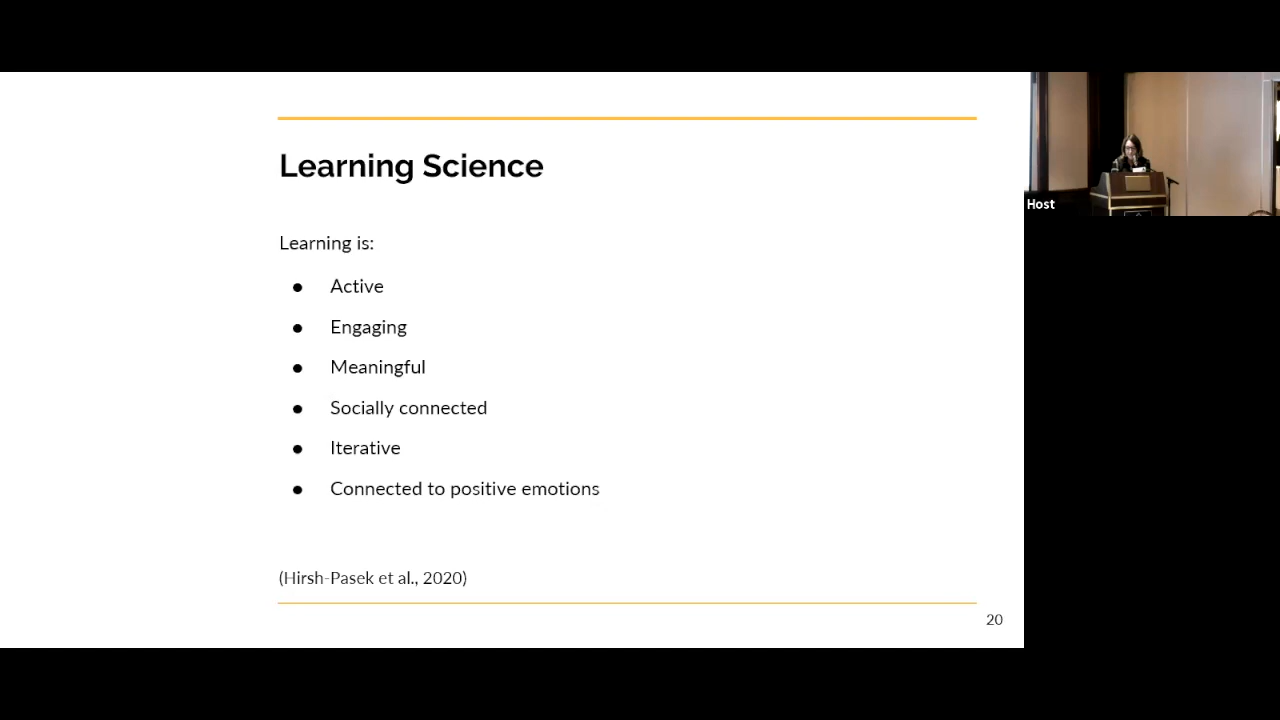 Learning Science
Learning is:
● Active
● Engaging
● Meaningful
● Socially connected
● Iterative
● Connected to positive emotions
(Hirsh-Pasek et al., 2020)
20
Host